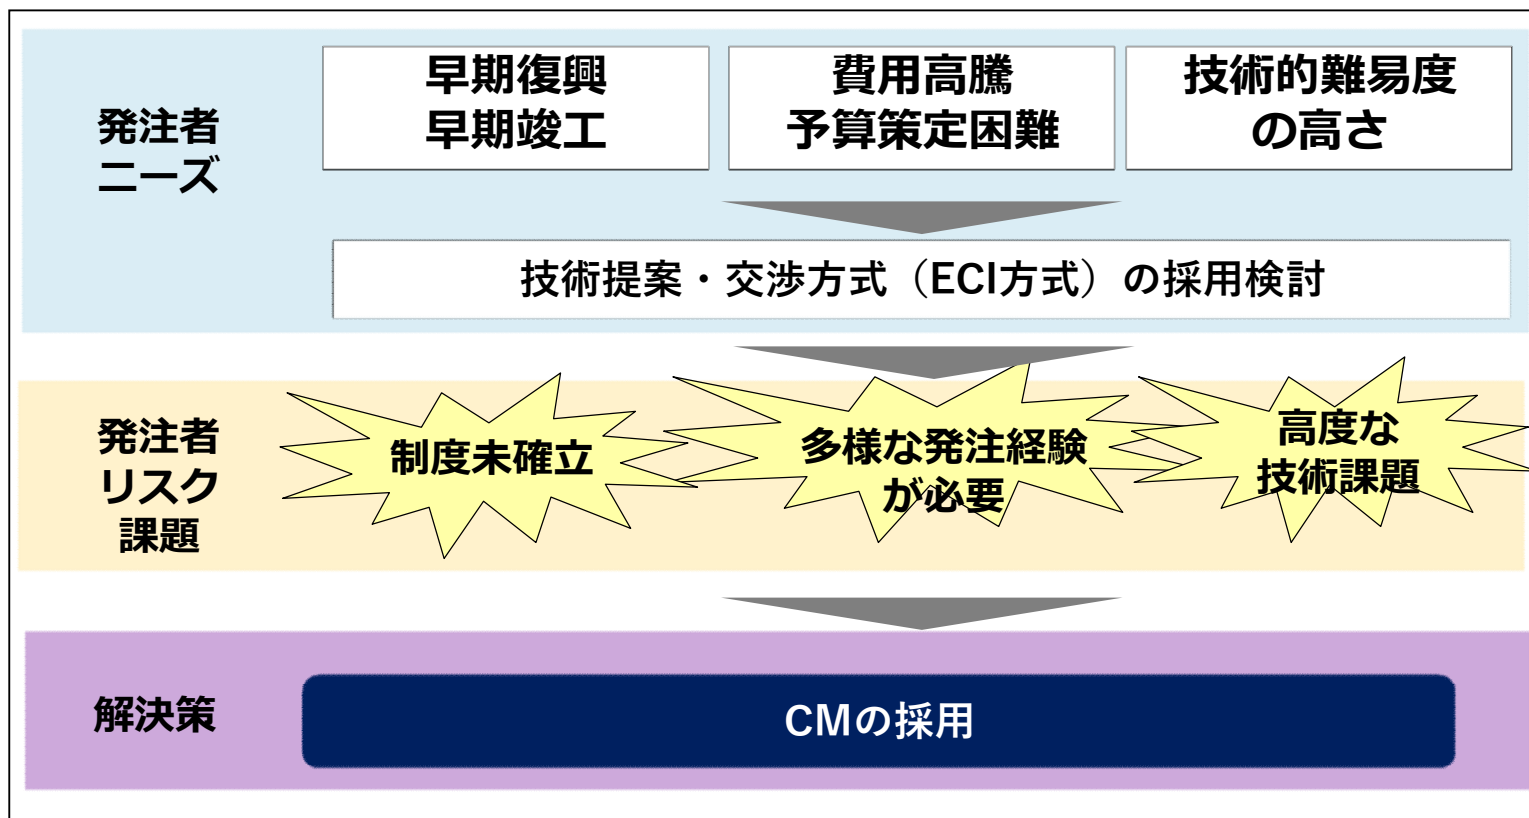 発注者
ニーズ
早期復興
早期竣工
費用高騰
予算策定困難
技術的難易度
の高さ
技術提案・交渉方式（ECI方式）の採用検討
発注者
リスク
課題
制度未確立
多様な発注経験
が必要
高度な
技術課題
解決策
CMの採用